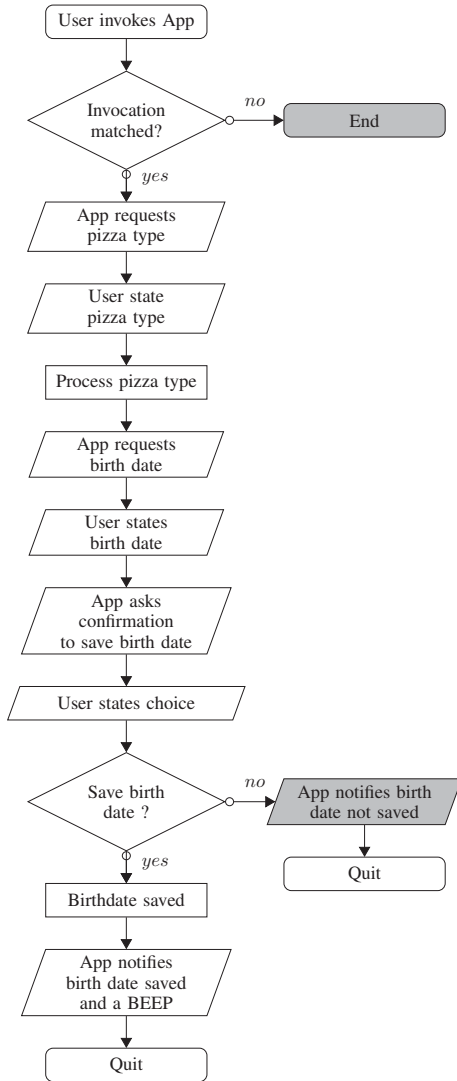 User invokes App
Invocation
matched?
no
End
yes
App requests
pizza type
User state
pizza type
Process pizza type
App requests
birth date
User states
birth date
App asks
confirmation
to save birth date
User states choice
Save birth
date ?
no
App notifies birth
date not saved
yes
Quit
Birthdate saved
App notifies
birth date saved
and a BEEP
Quit